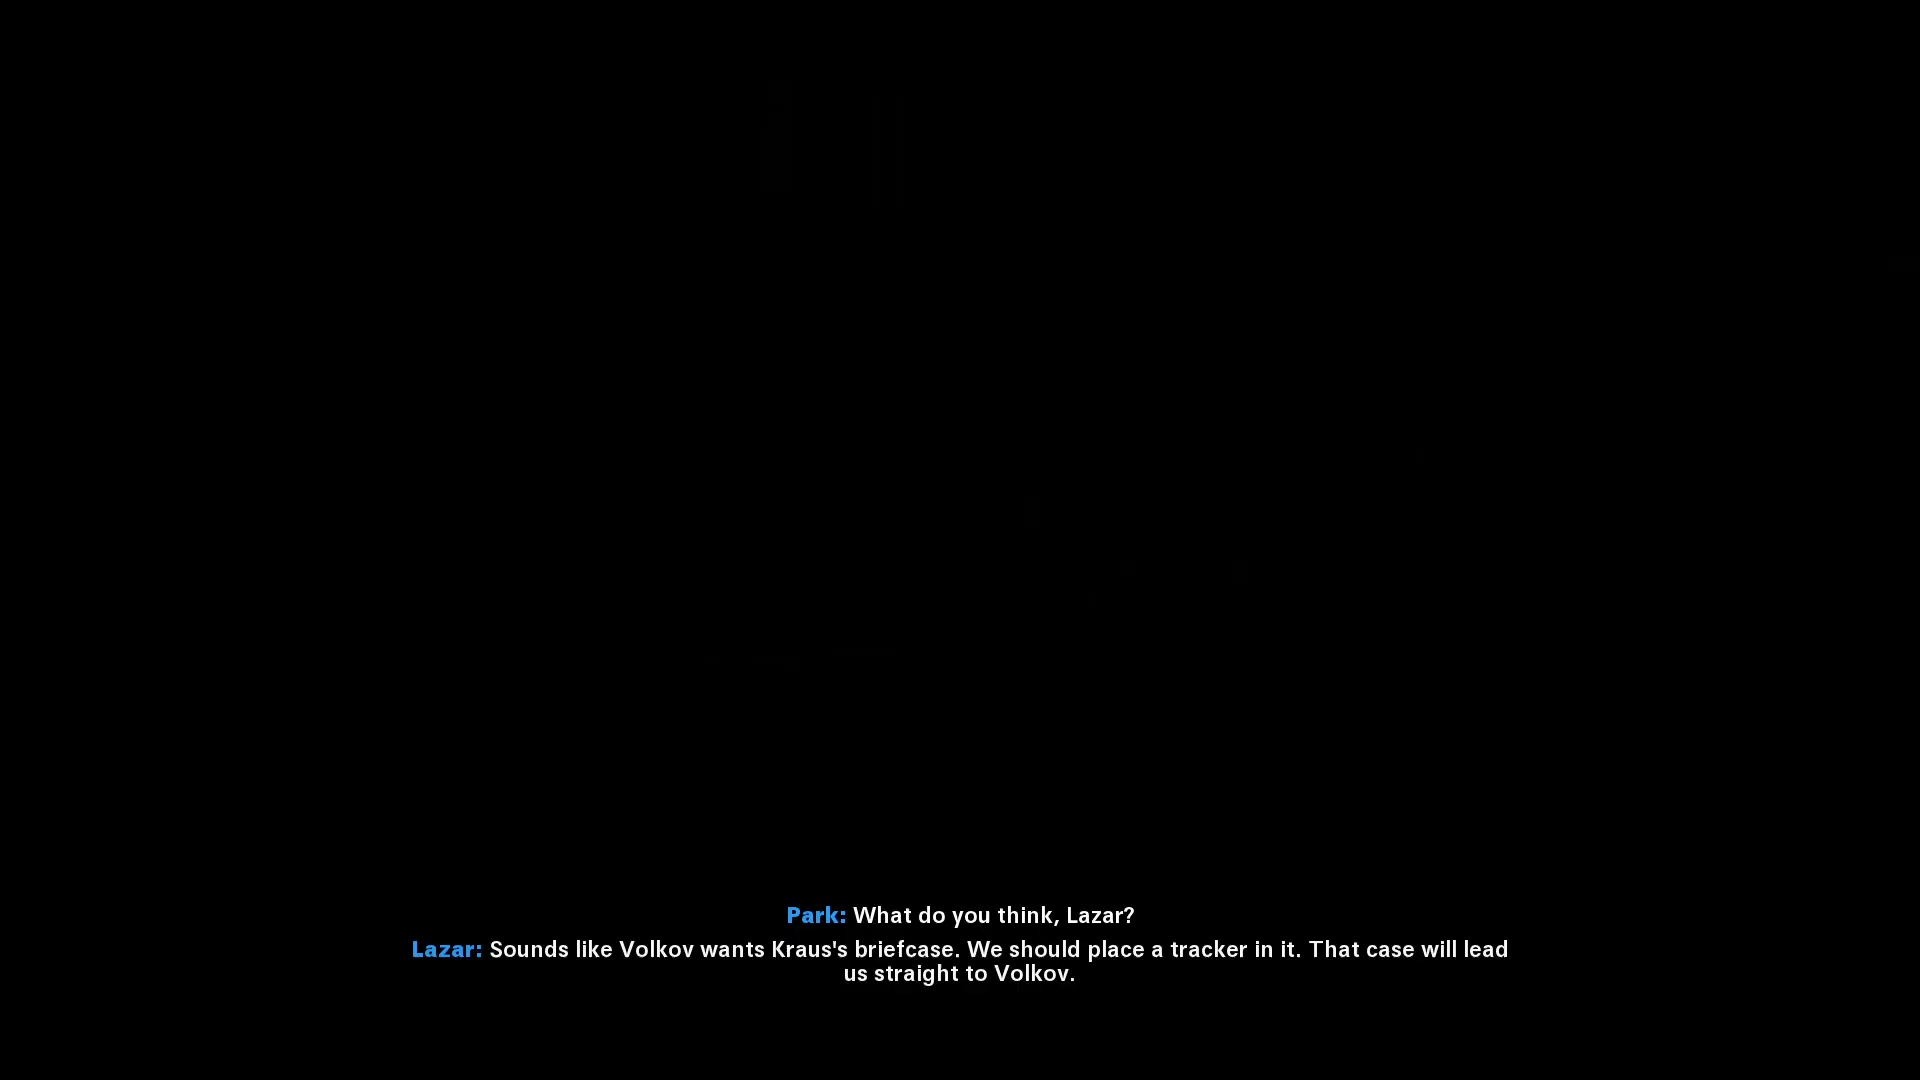 Park: What do you think, Lazar?
Lazar: Sounds like Volkov wants Kraus's briefcase. We should place a tracker in it. That case will lead
us straight to Volkov.